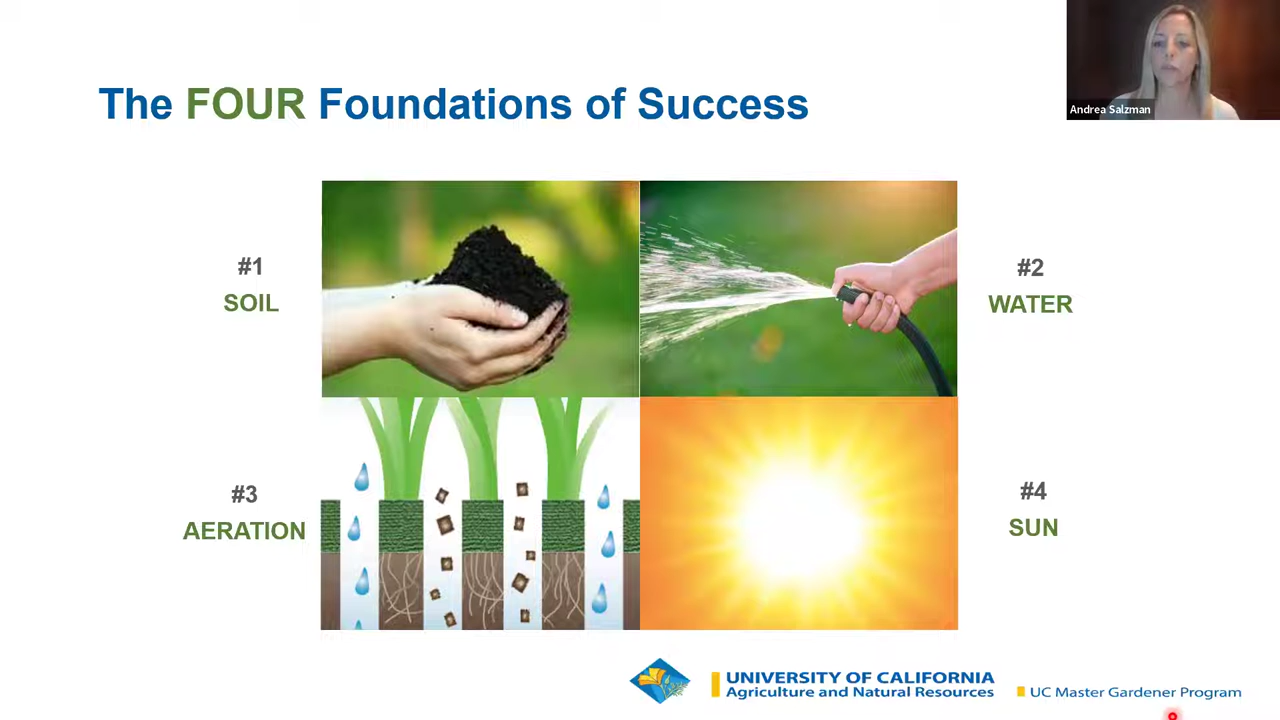 The FOUR Foundations of Success
Andrea Salzman
#1
SOIL
#2
WATER
#3
AERATION
#4
SUN
UNIVERSITY OF CALIFORNIA
Agriculture and Natural Resources
UC Master Gardener Program